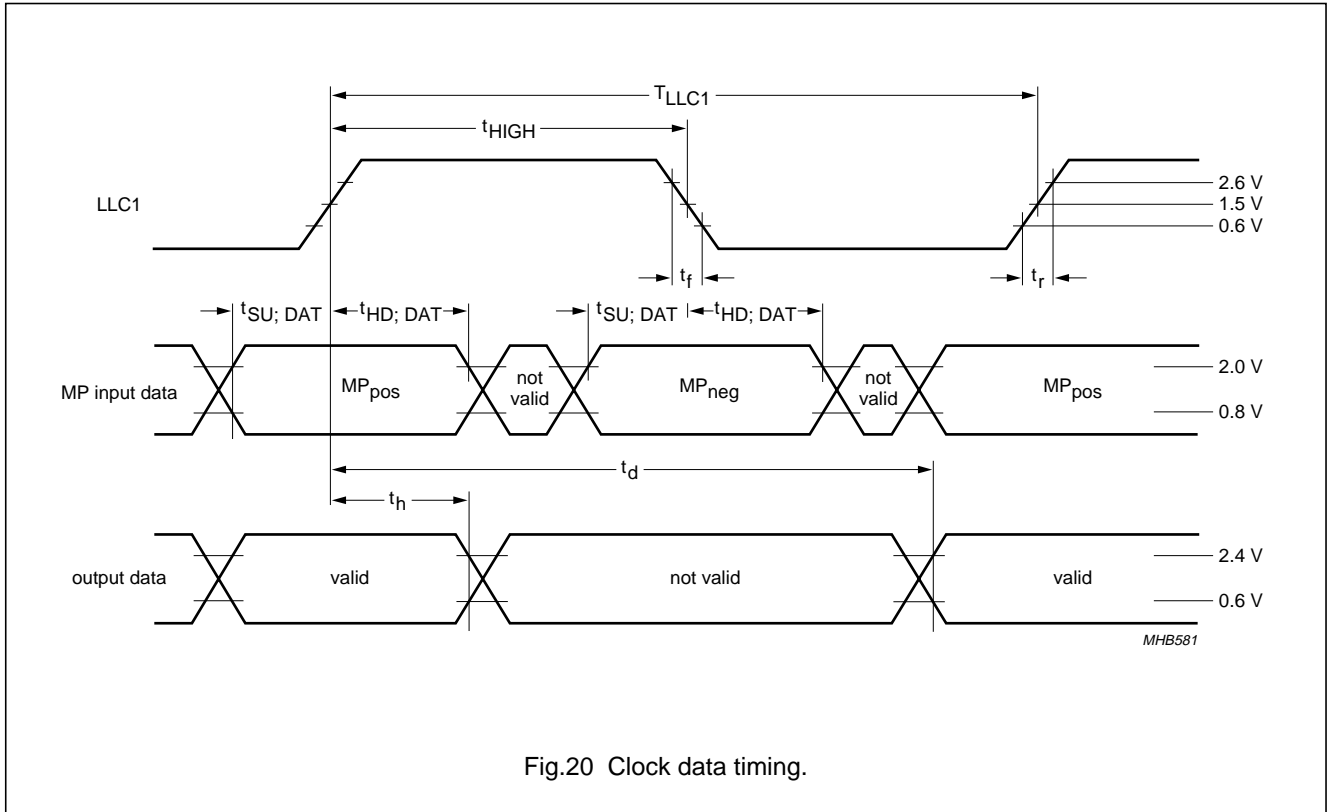 TLLC1
tHIGH
LLC1
2.6 V
1.5 V
0.6 V
tf
tr
tSU; DAT
tHD; DAT
tSU; DAT
tHD; DAT
MP input data
MPpos
not
valid
MPneg
not
valid
MPpos
2.0 V
0.8 V
td
th
output data
valid
not valid
valid
2.4 V
0.6 V
MHB581
Fig.20 Clock data timing.